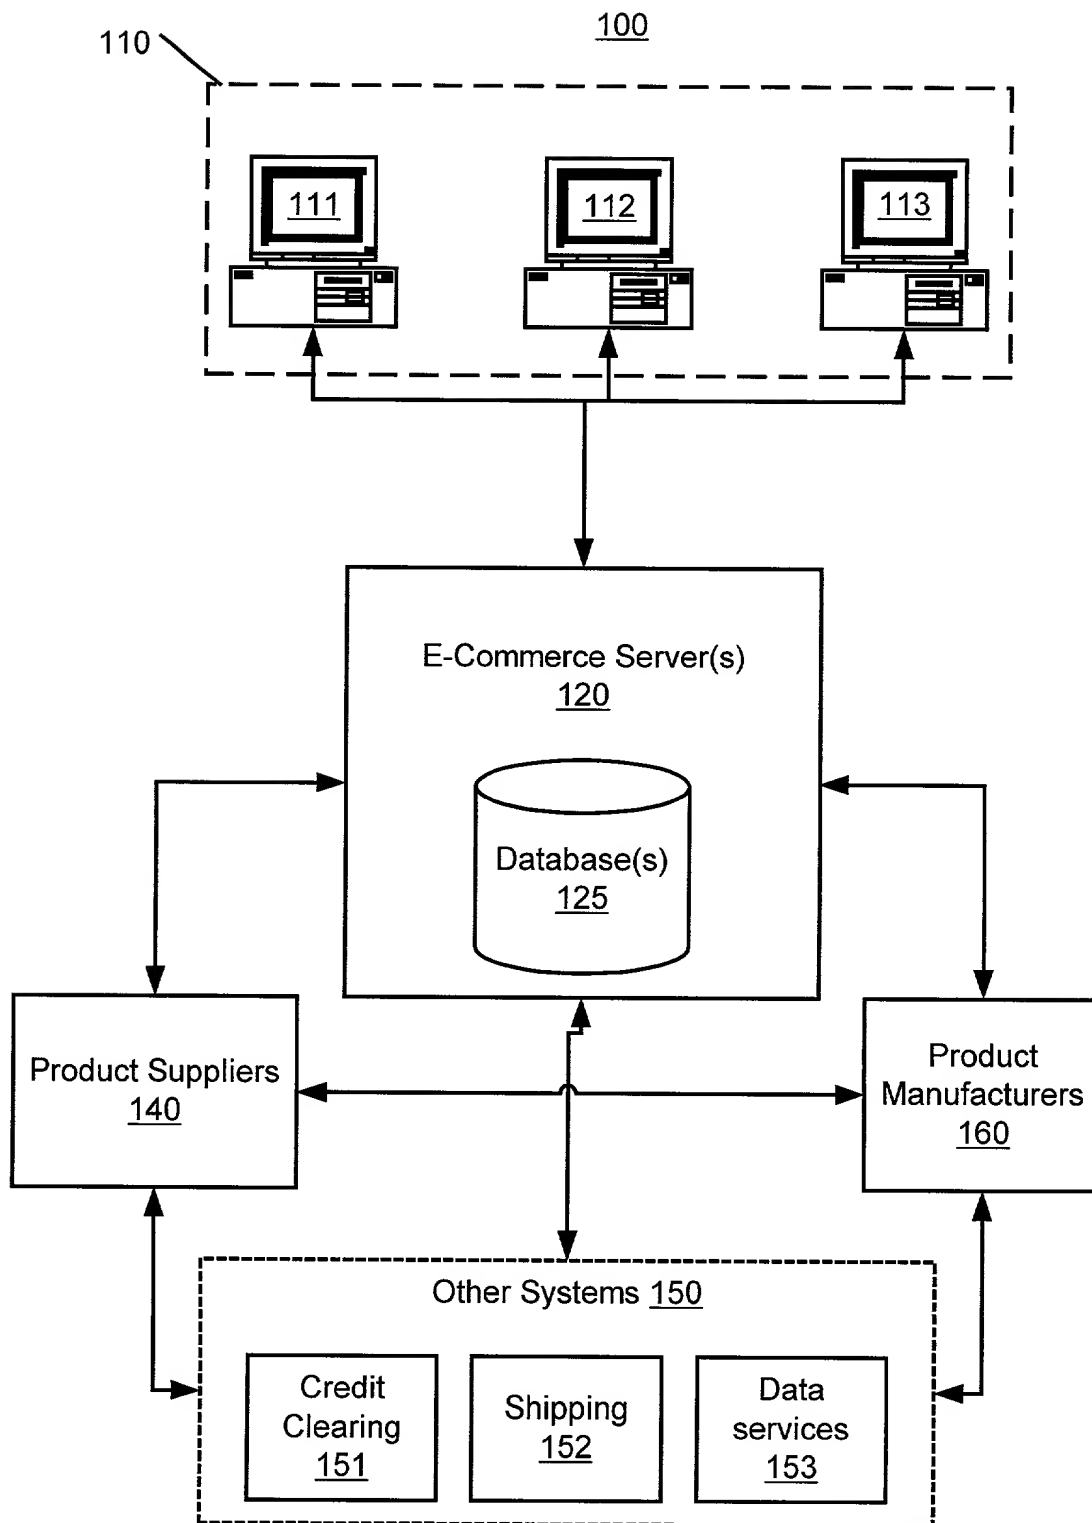 100
110
111
112
113
E-Commerce Server(s)
120
Database(s)
125
Product Suppliers
140
Product
Manufacturers
160
Other Systems 150
Credit
Clearing
151
Shipping
152
Data
services
153